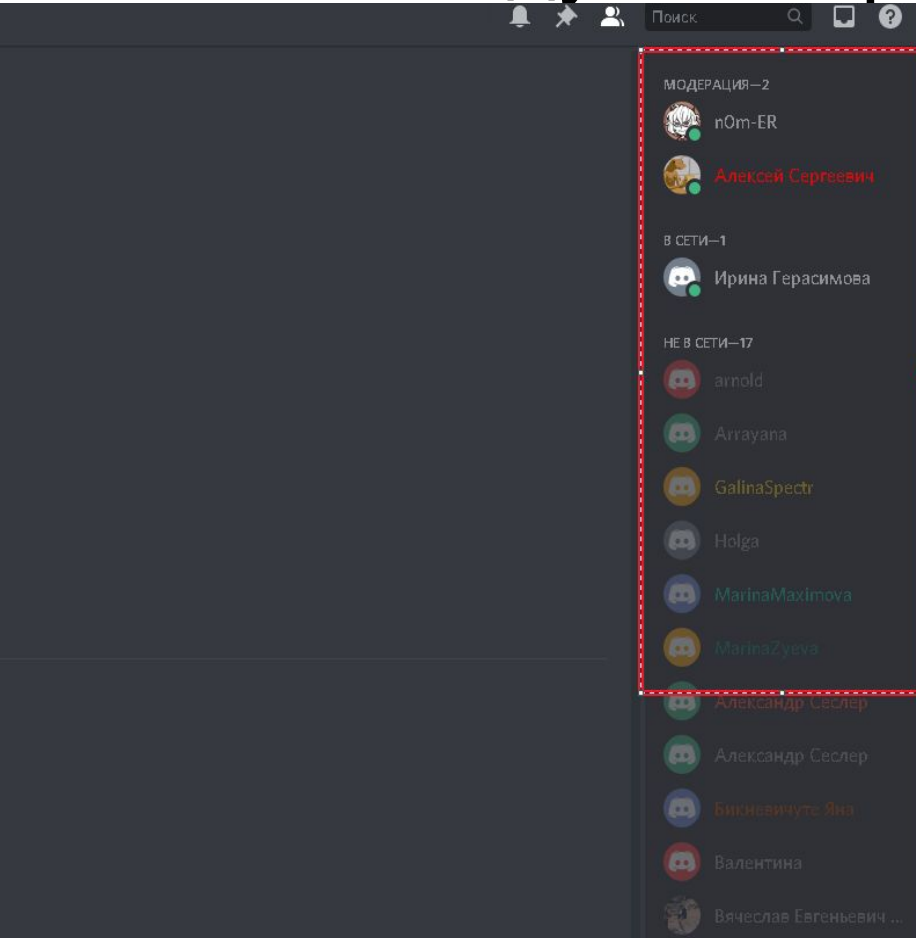 Поиск
МОДЕРАЦИЯ—2
n0m-ER
Алексей Сергеевич
В СЕТИ—1
Ирина Герасимова
НЕ В СЕТИ—17
arnold
Arrayana
GalinaSpectr
Holga
MarinaMaximova
MarinaZyeva
Александр Сеслер
Александр Сеслер
Бикневичуте Яна
Валентина
Вячеслав Евгеньевич ...